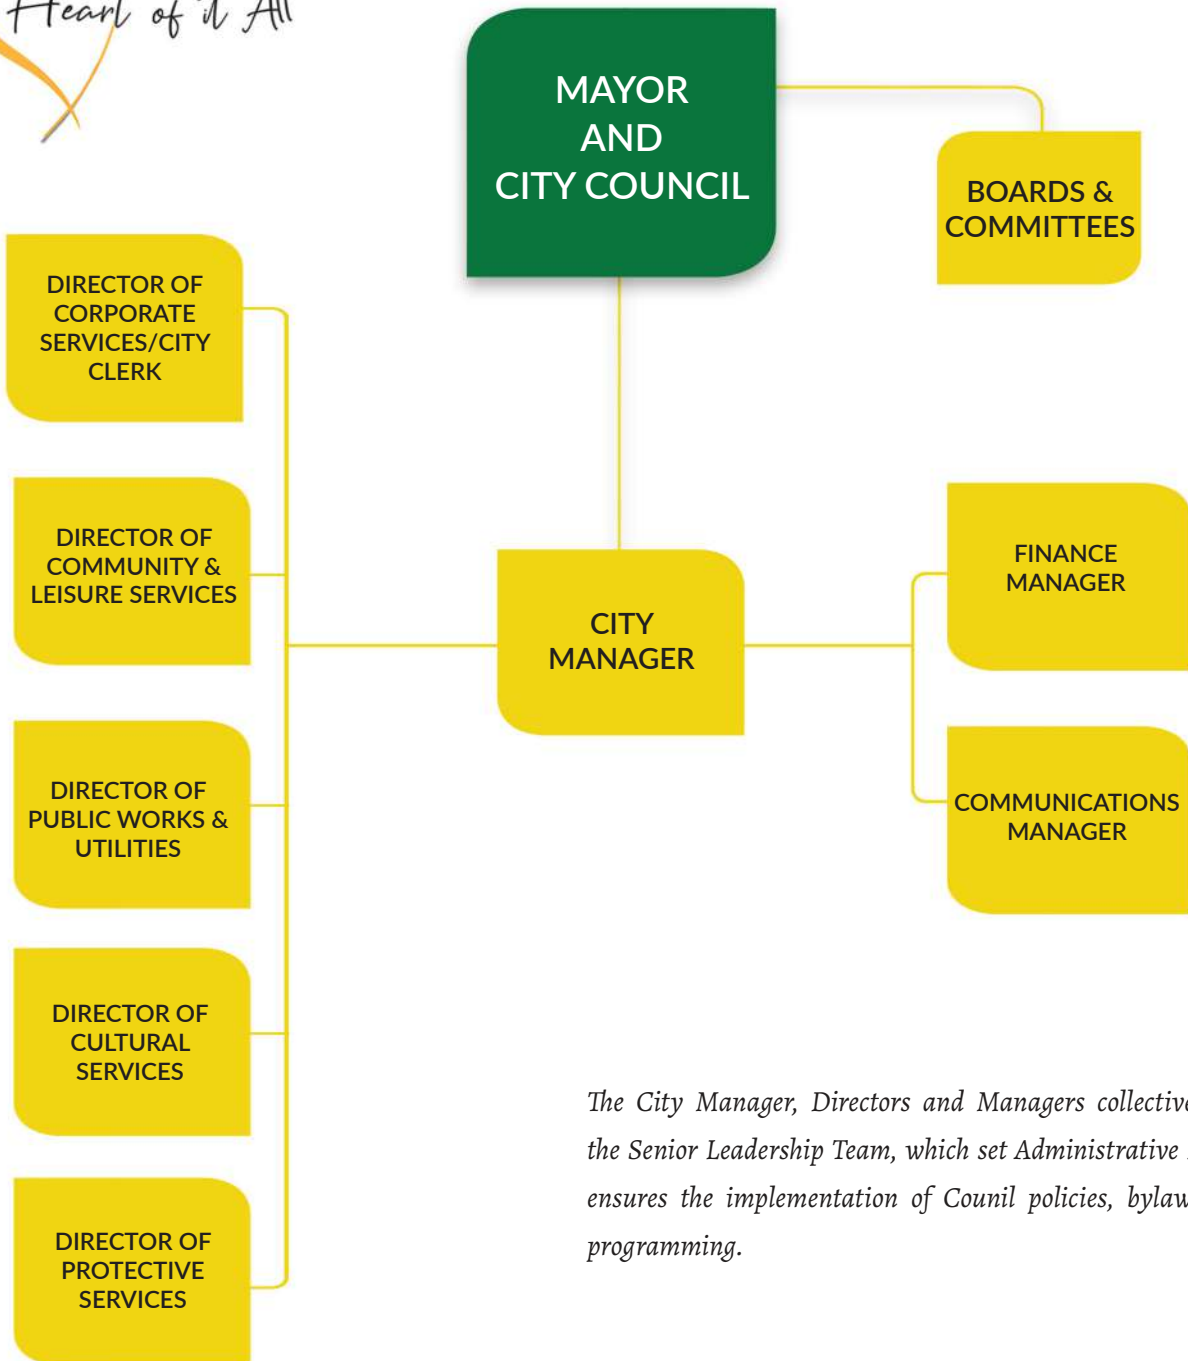 Heart of it All
MAYOR
AND
CITY COUNCIL
BOARDS &
COMMITTEES
DIRECTOR OF
CORPORATE
SERVICES/CITY
CLERK
DIRECTOR OF
COMMUNITY &
LEISURE SERVICES
DIRECTOR OF
PUBLIC WORKS &
UTILITIES
DIRECTOR OF
CULTURAL
SERVICES
DIRECTOR OF
PROTECTIVE
SERVICES
CITY
MANAGER
FINANCE
MANAGER
COMMUNICATIONS
MANAGER
The City Manager, Directors and Managers collective
the Senior Leadership Team, which set Administrative
ensures the implementation of Counil policies, bylaw
programming.